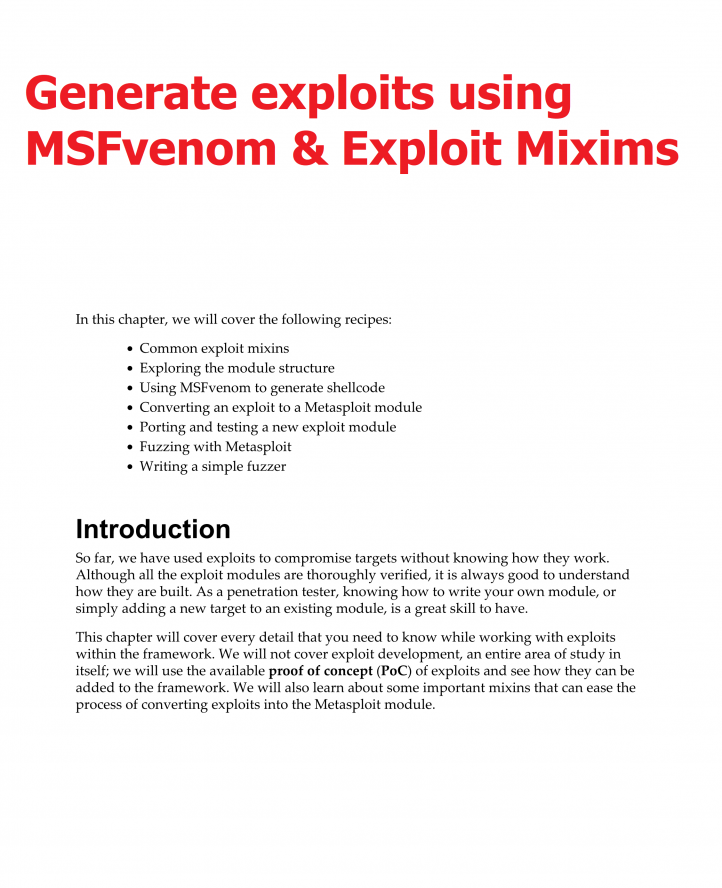 Generate exploits using
MSFvenom & Exploit Mixims
In this chapter, we will cover the following recipes:
• Common exploit mixins
• Exploring the module structure
• Using MSFvenom to generate shellcode
• Converting an exploit to a Metasploit module
• Porting and testing a new exploit module
• Fuzzing with Metasploit
• Writing a simple fuzzer
Introduction
So far, we have used exploits to compromise targets without knowing how they work.
Although all the exploit modules are thoroughly verified, it is always good to understand
how they are built. As a penetration tester, knowing how to write your own module, or
simply adding a new target to an existing module, is a great skill to have.
This chapter will cover every detail that you need to know while working with exploits
within the framework. We will not cover exploit development, an entire area of study in
itself; we will use the available proof of concept (PoC) of exploits and see how they can be
added to the framework. We will also learn about some important mixins that can ease the
process of converting exploits into the Metasploit module.